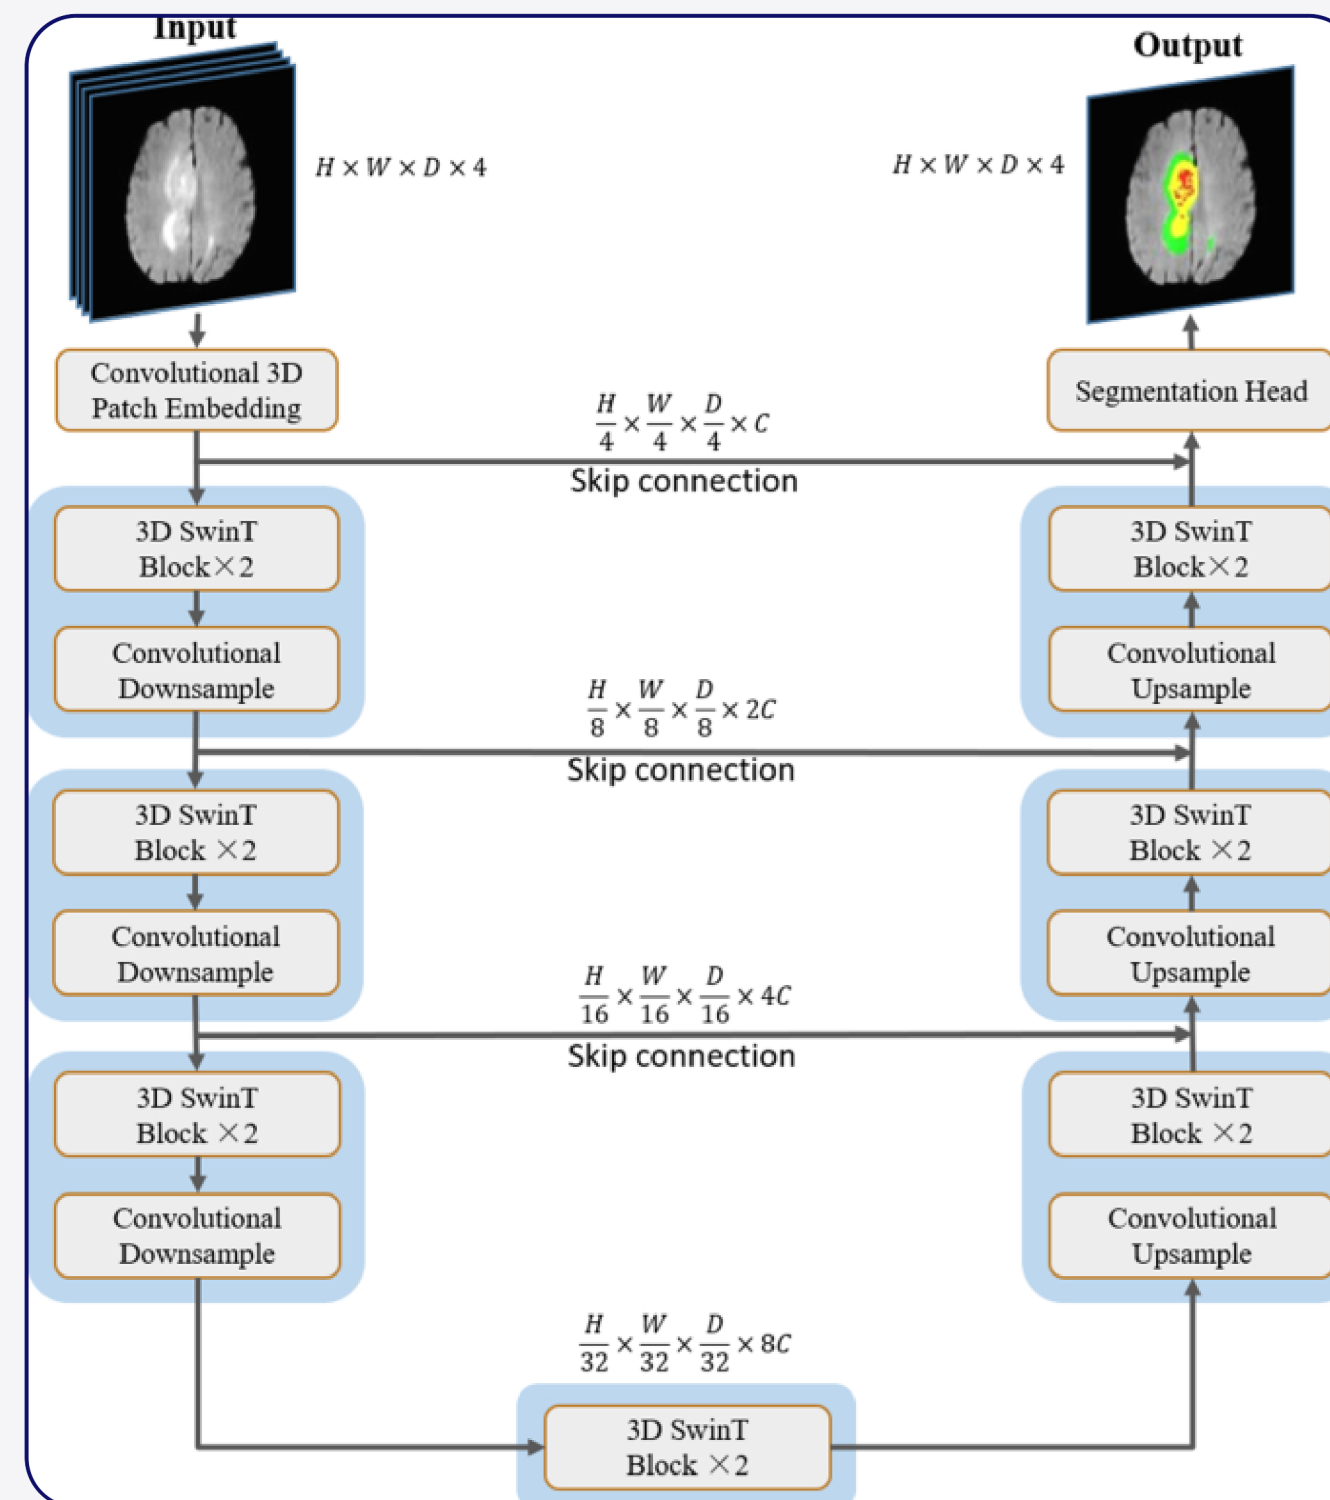 Input
Output
H × W × D × 4
H × W × D × 4
Convolutional 3D
Patch Embedding
Segmentation Head
H/4 × W/4 × D/4 × C
Skip connection
3D SwinT
Block×2
3D SwinT
Block×2
Convolutional
Downsample
Convolutional
Upsample
H/8 × W/8 × D/8 × 2C
Skip connection
3D SwinT
Block ×2
3D SwinT
Block ×2
Convolutional
Downsample
Convolutional
Upsample
H/16 × W/16 × D/16 × 4C
Skip connection
3D SwinT
Block ×2
3D SwinT
Block ×2
Convolutional
Downsample
Convolutional
Upsample
H/32 × W/32 × D/32 × 8C
3D SwinT
Block ×2